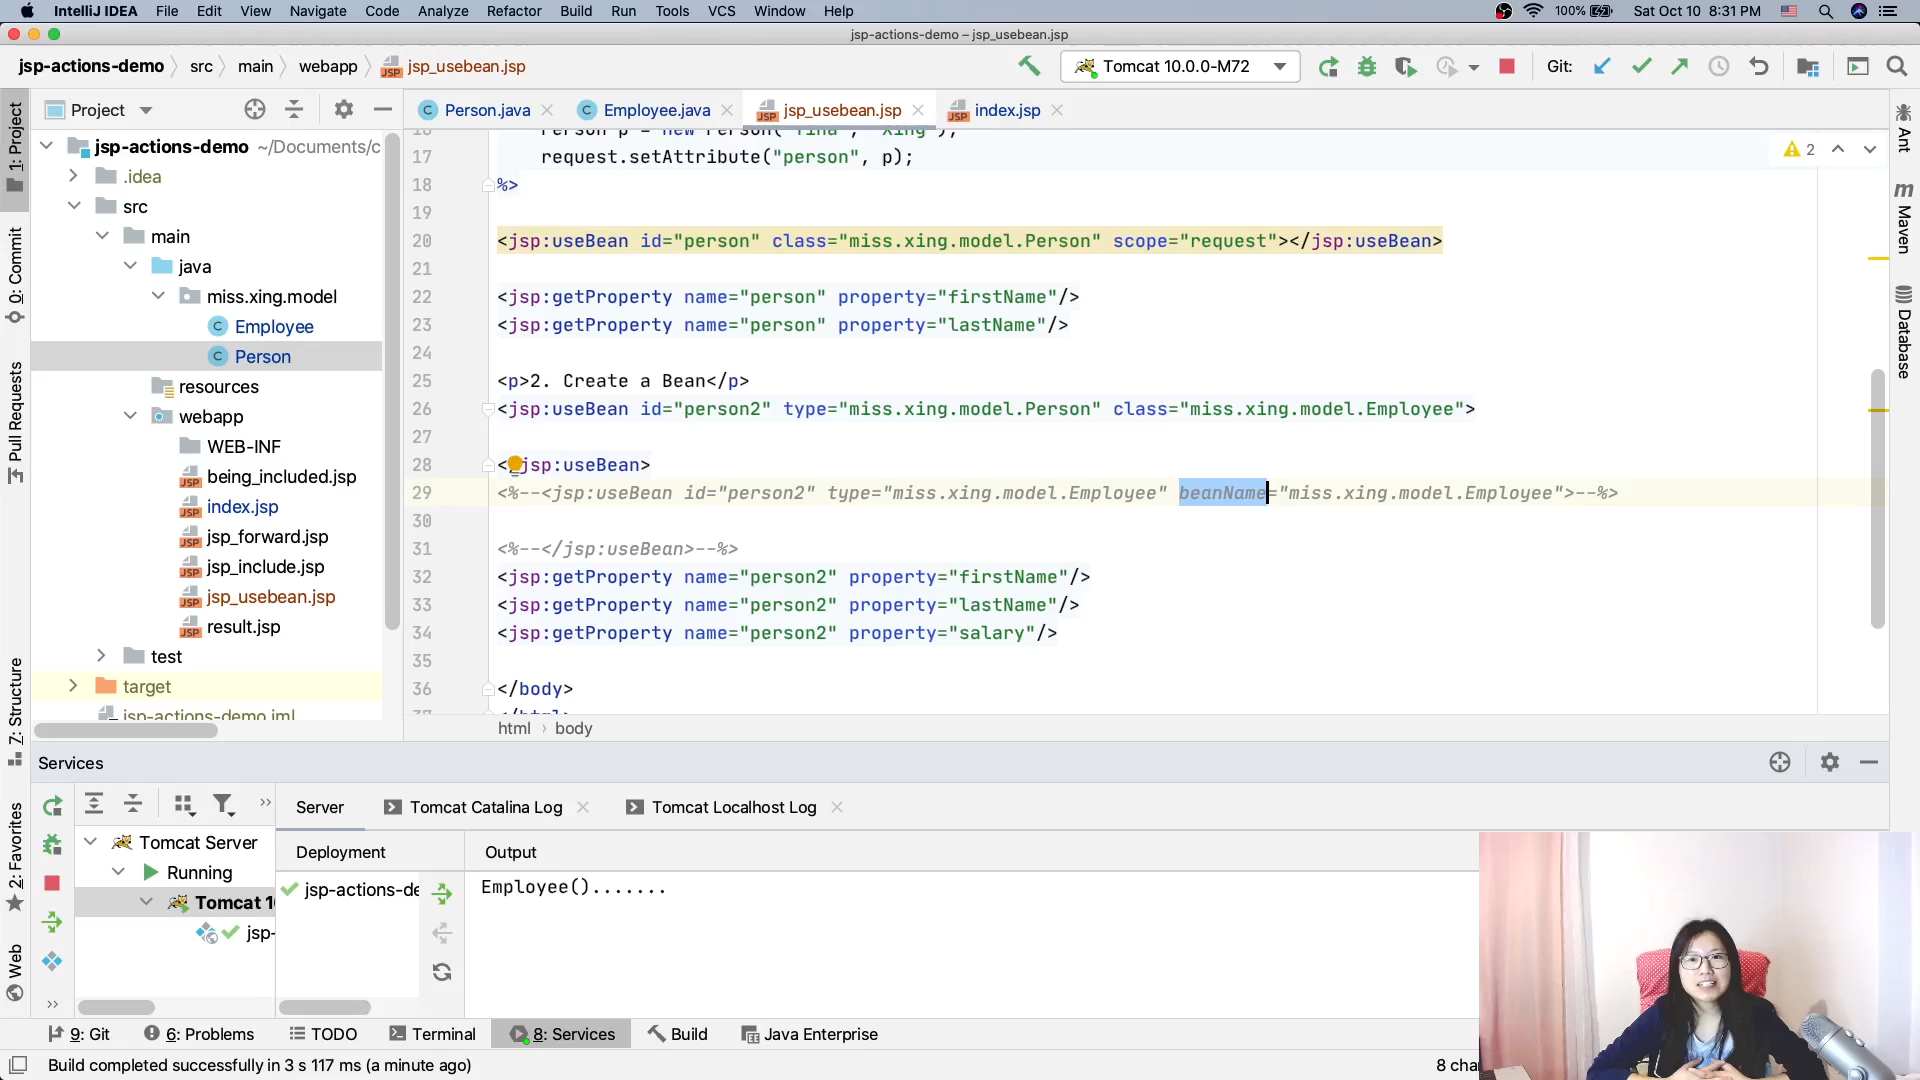 IntelliJ IDEA File Edit View Navigate Code Analyze Refactor Build Run Tools VCS Window Help 100% Sat Oct 10 8:31 PM
jsp-actions-demo – jsp_usebean.jsp
jsp-actions-demo src main webapp jsp_usebean.jsp Tomcat 10.0.0-M72 Git:
Project
Person.java Employee.java jsp_usebean.jsp index.jsp
1: Project
0: Commit
Pull Requests
7: Structure
2: Favorites
Web
jsp-actions-demo ~/Documents/c
.idea
src
main
java
miss.xing.model
Employee
Person
resources
webapp
WEB-INF
being_included.jsp
index.jsp
jsp_forward.jsp
jsp_include.jsp
jsp_usebean.jsp
result.jsp
test
target
jsp-actions-demo.iml
2
17 request.setAttribute("person", p);
18 %>
19
20 <jsp:useBean id="person" class="miss.xing.model.Person" scope="request"></jsp:useBean>
21
22 <jsp:getProperty name="person" property="firstName"/>
23 <jsp:getProperty name="person" property="lastName"/>
24
25 <p>2. Create a Bean</p>
26 <jsp:useBean id="person2" type="miss.xing.model.Person" class="miss.xing.model.Employee">
27
28 <jsp:useBean>
29 <%--<jsp:useBean id="person2" type="miss.xing.model.Employee" beanName="miss.xing.model.Employee">--%>
30
31 <%--</jsp:useBean>--%>
32 <jsp:getProperty name="person2" property="firstName"/>
33 <jsp:getProperty name="person2" property="lastName"/>
34 <jsp:getProperty name="person2" property="salary"/>
35
36 </body>
html › body
Ant
Maven
Database
Services
Server Tomcat Catalina Log Tomcat Localhost Log
Tomcat Server
Running
Tomcat 1
jsp-
Deployment Output
jsp-actions-de
Employee().......
9: Git 6: Problems TODO Terminal 8: Services Build Java Enterprise
Build completed successfully in 3 s 117 ms (a minute ago) 8 cha